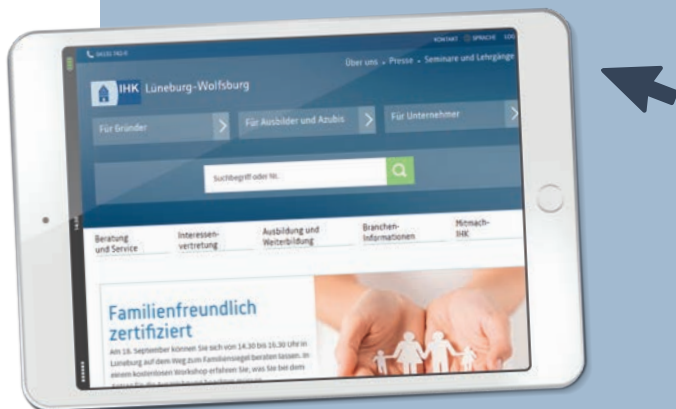 KONTAKT SPRACHE LOG
Über uns • Presse • Seminare und Lehrgänge
IHK Lüneburg-Wolfsburg
Für Gründer
Für Ausbilder und Azubis
Für Unternehmer
Suchbegriff oder Nr.
Beratung
und Service
Interessen-
vertretung
Ausbildung und
Weiterbildung
Branchen-
Informationen
Mitmach-
IHK
Familienfreundlich
zertifiziert
Am 18. September können Sie sich von 14.30 bis 16.30 Uhr in
Lüneburg auf dem Weg zum Familiensiegel beraten lassen. In
einem kostenlosen Workshop erfahren Sie, was Sie bei dem